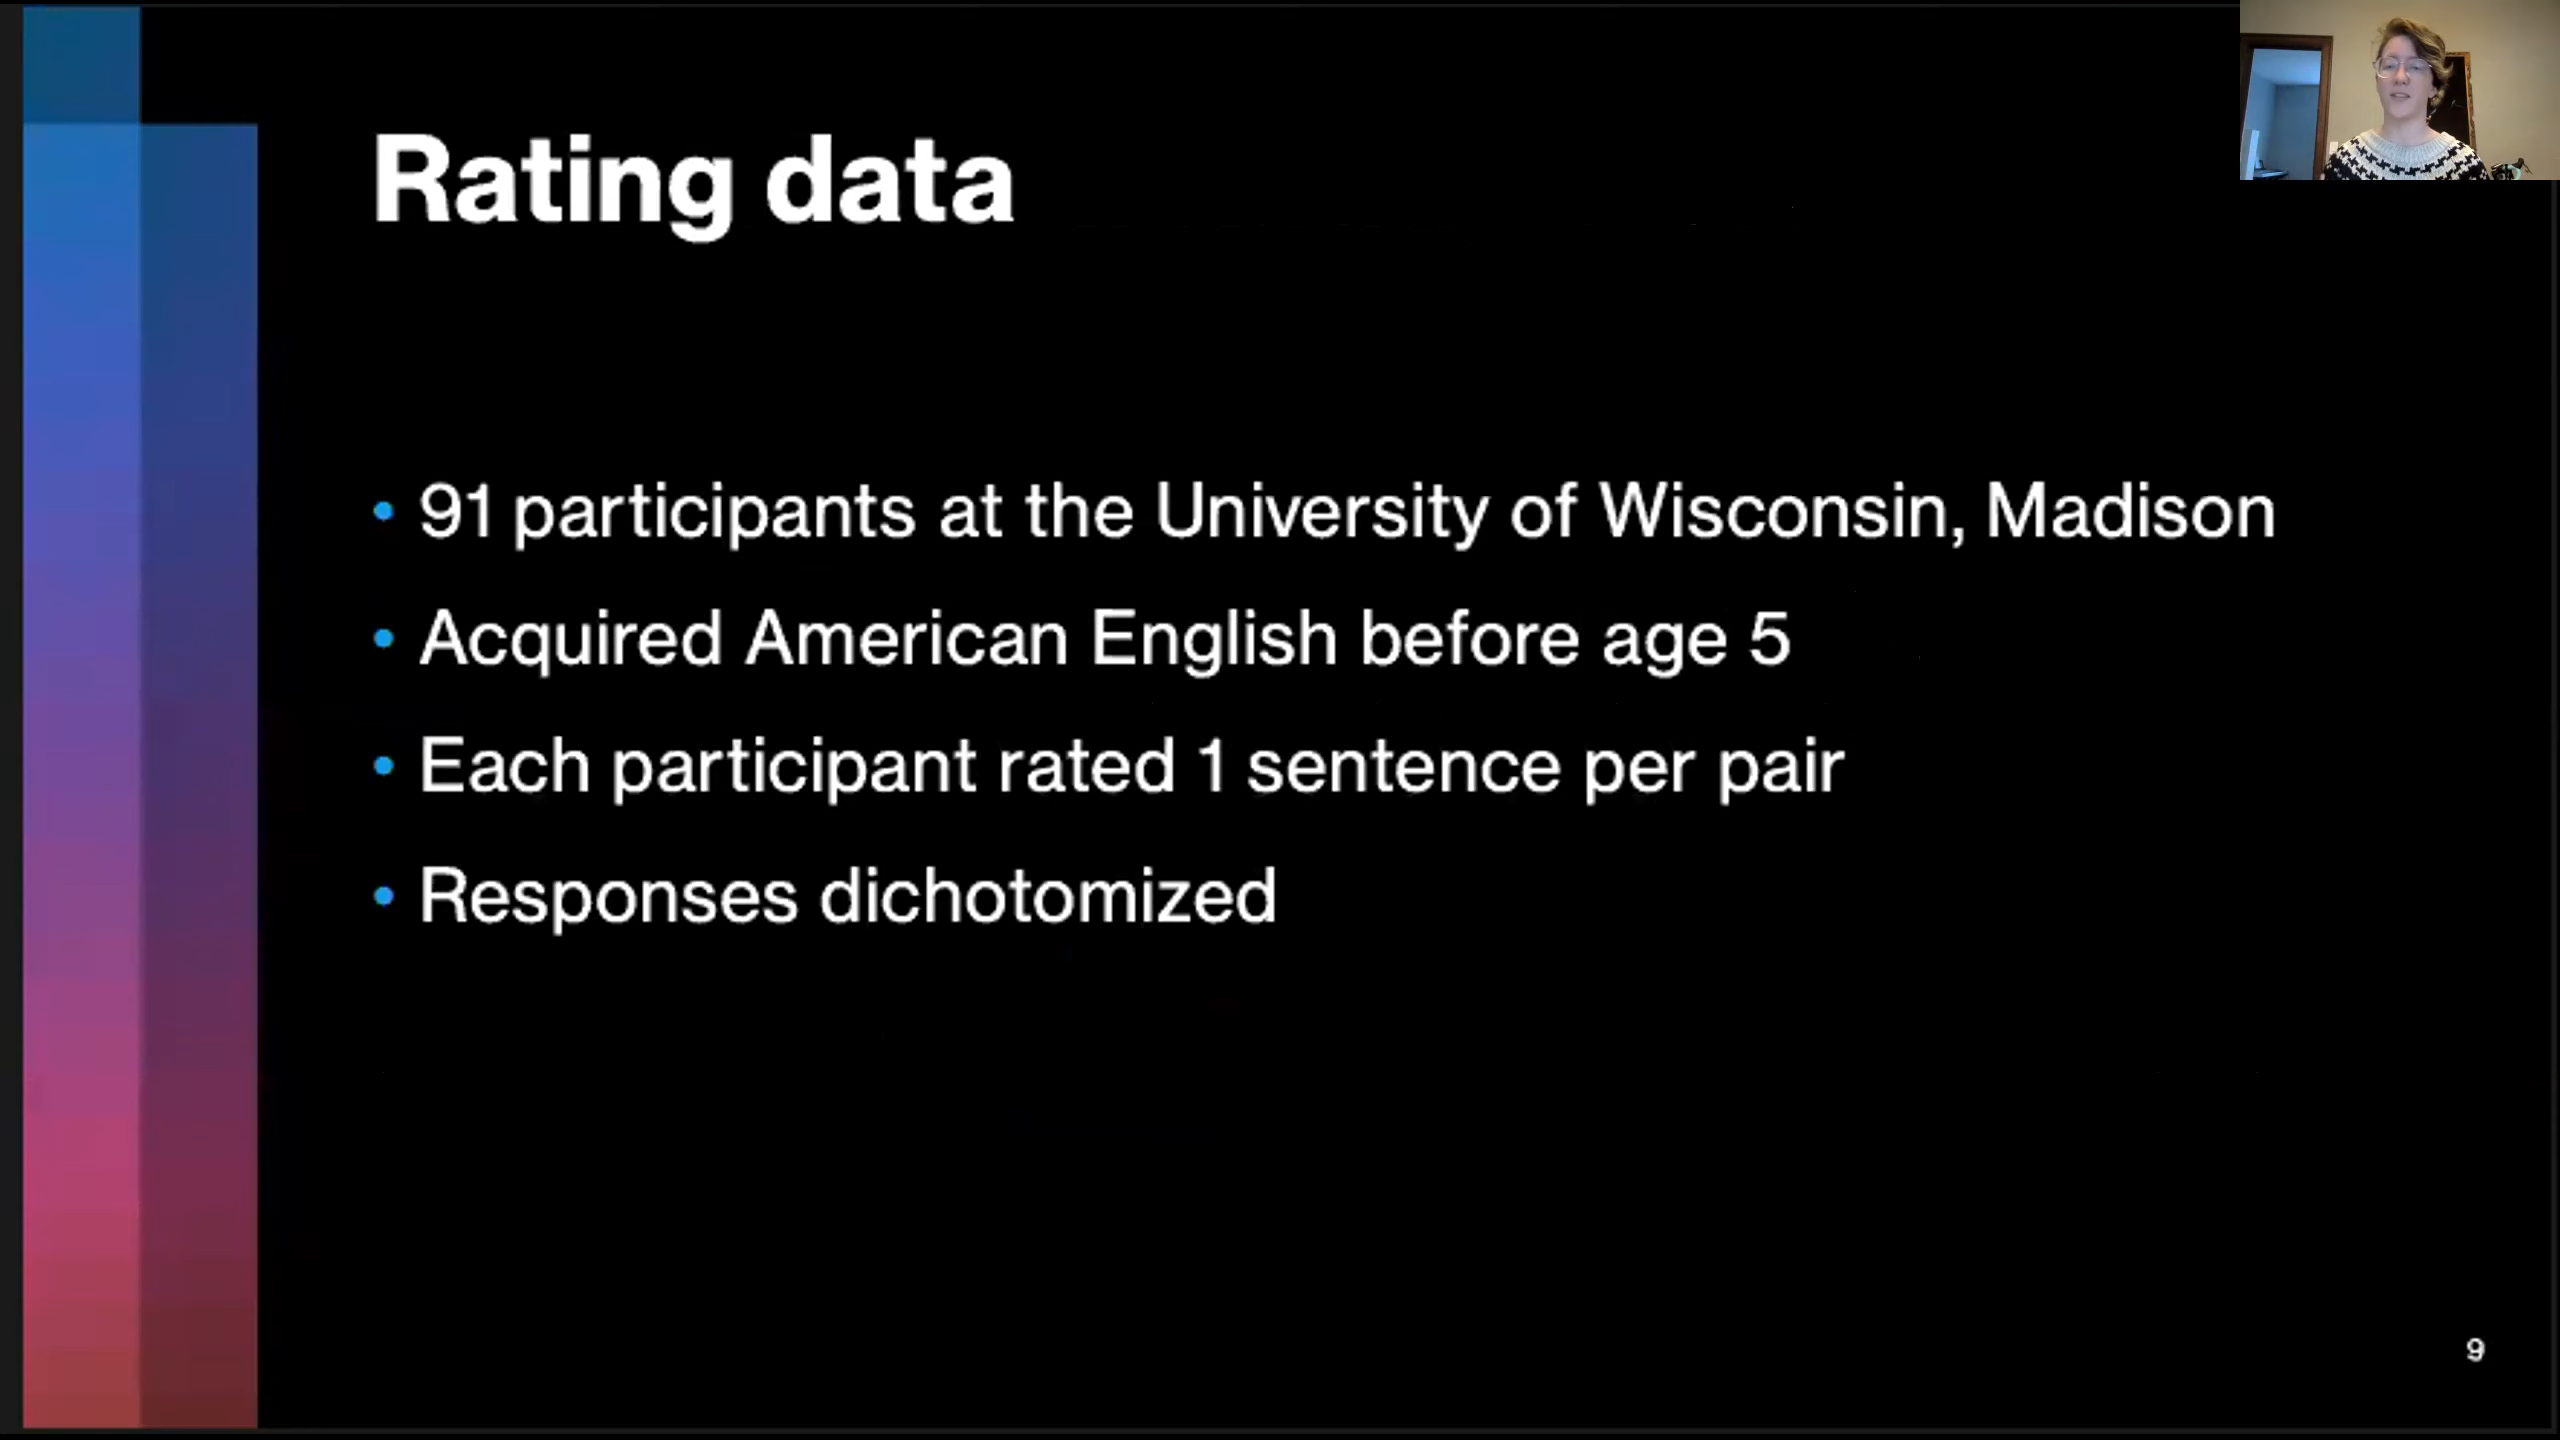 Rating data
• 91 participants at the University of Wisconsin, Madison
• Acquired American English before age 5
• Each participant rated 1 sentence per pair
• Responses dichotomized
9